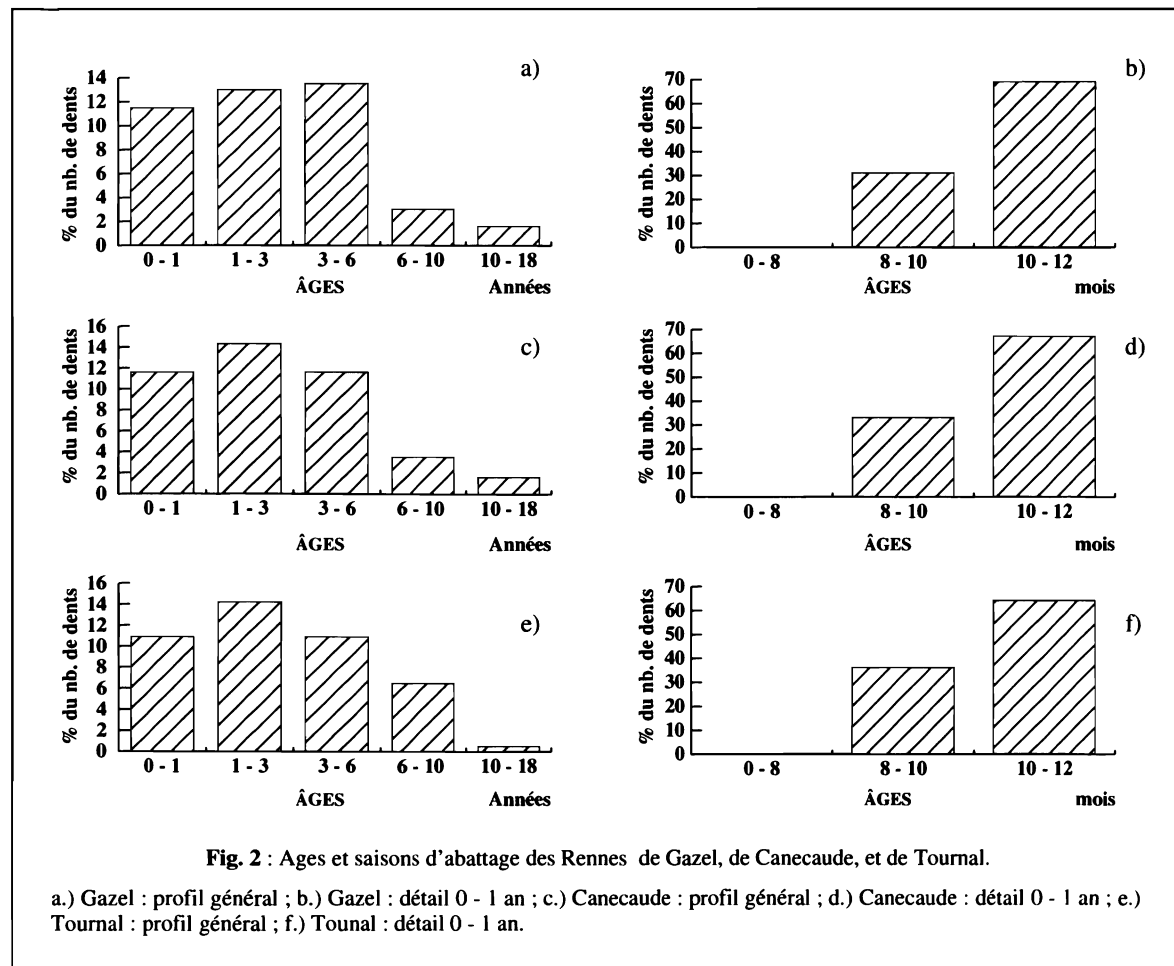 a)
14
12
10
8
6
4
2
0
% du nb. de dents
0 - 1 1 - 3 3 - 6 6 - 10 10 - 18
ÂGES Années
b)
70
60
50
40
30
20
10
0
% du nb. de dents
0 - 8 8 - 10 10 - 12
ÂGES mois
c)
16
14
12
10
8
6
4
2
0
% du nb. de dents
0 - 1 1 - 3 3 - 6 6 - 10 10 - 18
ÂGES Années
d)
70
60
50
40
30
20
10
0
% du nb. de dents
0 - 8 8 - 10 10 - 12
ÂGES mois
e)
16
14
12
10
8
6
4
2
0
% du nb. de dents
0 - 1 1 - 3 3 - 6 6 - 10 10 - 18
ÂGES Années
f)
70
60
50
40
30
20
10
0
% du nb. de dents
0 - 8 8 - 10 10 - 12
ÂGES mois
Fig. 2 : Ages et saisons d'abattage des Rennes de Gazel, de Canecaude, et de Tournal.
a.) Gazel : profil général ; b.) Gazel : détail 0 - 1 an ; c.) Canecaude : profil général ; d.) Canecaude : détail 0 - 1 an ; e.)
Tournal : profil général ; f.) Tounal : détail 0 - 1 an.